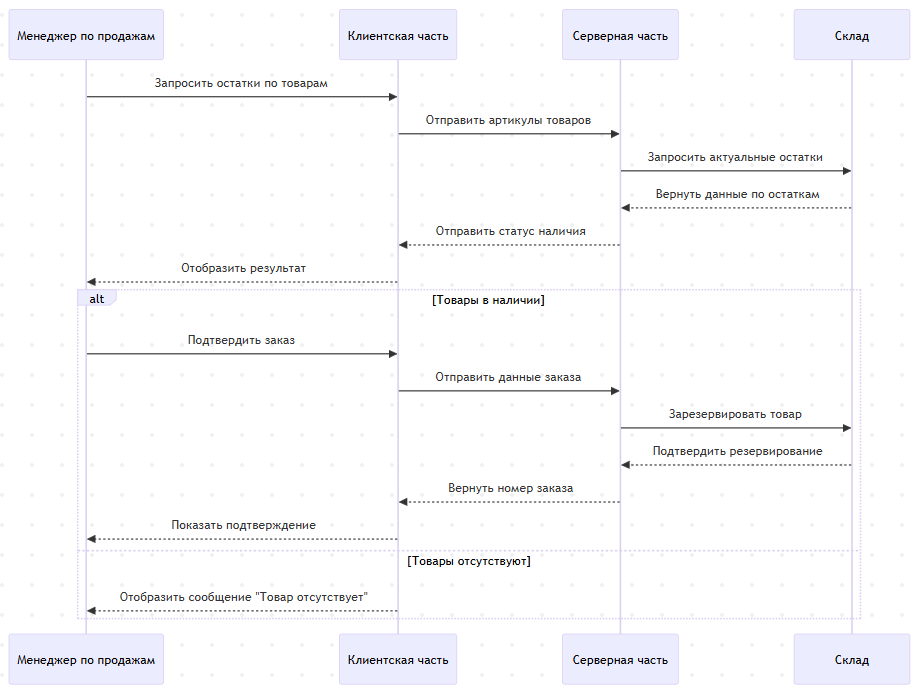 Менеджер по продажам
Клиентская часть
Серверная часть
Склад
Запросить остатки по товарам
Отправить артикулы товаров
Запросить актуальные остатки
Вернуть данные по остаткам
Отправить статус наличия
Отобразить результат
alt
[Товары в наличии]
Подтвердить заказ
Отправить данные заказа
Зарезервировать товар
Подтвердить резервирование
Вернуть номер заказа
Показать подтверждение
[Товары отсутствуют]
Отобразить сообщение "Товар отсутствует"
Менеджер по продажам
Клиентская часть
Серверная часть
Склад